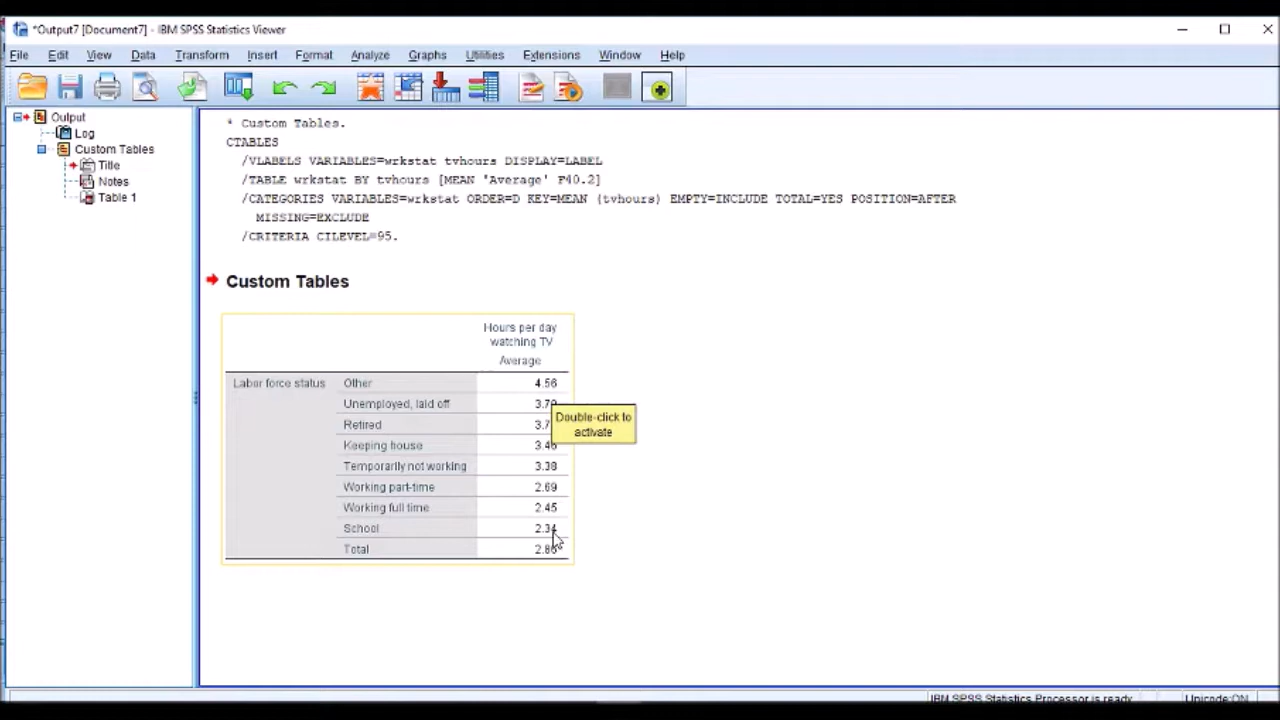 *Output7 [Document7] - IBM SPSS Statistics Viewer
File Edit View Data Transform Insert Format Analyze Graphs Utilities Extensions Window Help
Output
Log
Custom Tables
Title
Notes
Table 1
* Custom Tables.
CTABLES
/VLABELS VARIABLES=wrkstat tvhours DISPLAY=LABEL
/TABLE wrkstat BY tvhours [MEAN 'Average' F40.2]
/CATEGORIES VARIABLES=wrkstat ORDER=D KEY=MEAN (tvhours) EMPTY=INCLUDE TOTAL=YES POSITION=AFTER
MISSING=EXCLUDE
/CRITERIA CILEVEL=95.
Custom Tables
Hours per day
watching TV
Average
Labor force status Other 4.56
Unemployed, laid off
Retired
Keeping house
Temporarily not working 3.38
Working part-time 2.69
Working full time 2.45
School 2.34
Total
Double-click to
activate
IBM SPSS Statistics Processor is ready Unicode:ON